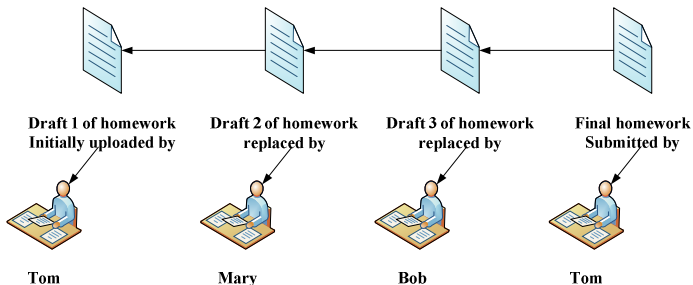 Draft 1 of homework
Initially uploaded by
Draft 2 of homework
replaced by
Draft 3 of homework
replaced by
Final homework
Submitted by
Tom
Mary
Bob
Tom